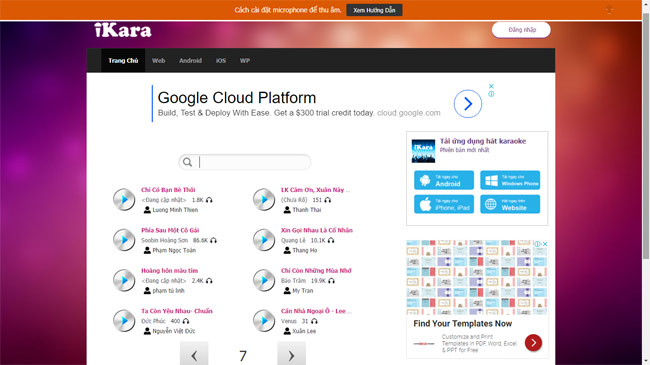 Cách cài đặt microphone để thu âm. Xem Hướng Dẫn
iKara
Đăng nhập
Trang Chủ Web Android iOS WP
Google Cloud Platform
Build, Test & Deploy With Ease. Get a $300 trial credit today. cloud.google.com
Tải ứng dụng hát karaoke
Phiên bản mới nhất
iKara
Tải ngay cho
Android
Tải ngay cho
Windows Phone
Tải ngay cho
iPhone, iPad
Hát ngay trên
Website
Chỉ Có Bạn Bè Thôi
<Đang cập nhật> 1.8K
Luong Minh Thien
LK Cảm Ơn, Xuân Này ...
(Chưa Rõ) 151
Thanh Thai
Phía Sau Một Cô Gái
Soobin Hoàng Sơn 86.6K
Phạm Ngọc Toàn
Xin Gọi Nhau Là Cố Nhân
Quang Lê 10.1K
Thang Ho
Hoàng hôn màu tím
<Đang cập nhật> 2.4K
phạm tú linh
Chỉ Còn Những Mùa Nhớ
Bảo Trâm 19.9K
My Tran
Ta Còn Yêu Nhau- Chuẩn
Đức Phúc 400
Nguyễn Việt Đức
Căn Nhà Ngoại Ô - Lee ...
Venus 31
Xuân Lee
7
Find Your Templates Now
Customize and Print
Templates in PDF, Word, Excel
& PPT for Free